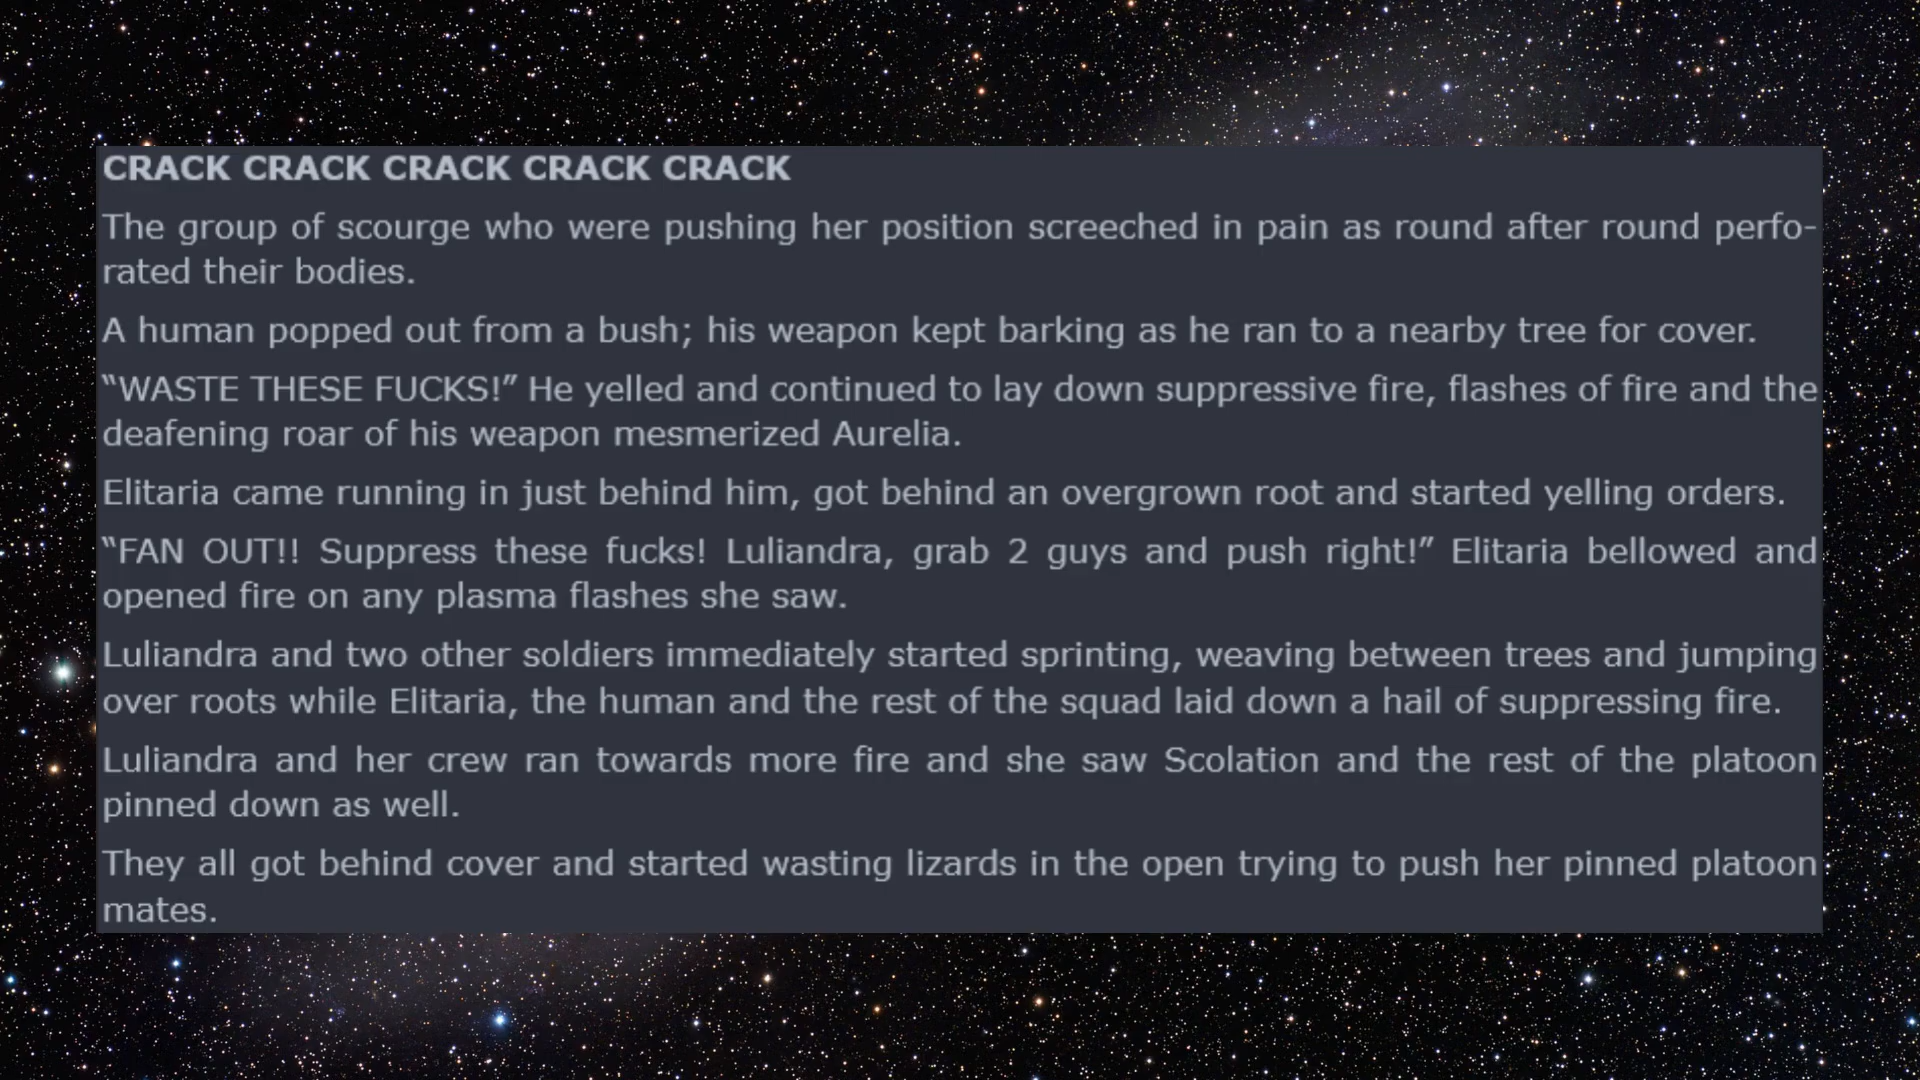 CRACK CRACK CRACK CRACK CRACK
The group of scourge who were pushing her position screeched in pain as round after round perfo-
rated their bodies.
A human popped out from a bush; his weapon kept barking as he ran to a nearby tree for cover.
“WASTE THESE FUCKS!” He yelled and continued to lay down suppressive fire, flashes of fire and the
deafening roar of his weapon mesmerized Aurelia.
Elitaria came running in just behind him, got behind an overgrown root and started yelling orders.
“FAN OUT!! Suppress these fucks! Luliandra, grab 2 guys and push right!” Elitaria bellowed and
opened fire on any plasma flashes she saw.
Luliandra and two other soldiers immediately started sprinting, weaving between trees and jumping
over roots while Elitaria, the human and the rest of the squad laid down a hail of suppressing fire.
Luliandra and her crew ran towards more fire and she saw Scolation and the rest of the platoon
pinned down as well.
They all got behind cover and started wasting lizards in the open trying to push her pinned platoon
mates.